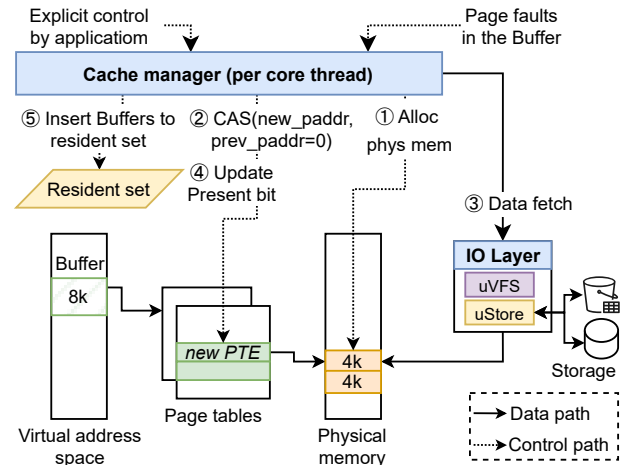 Explicit control
by applicatiom
Page faults
in the Buffer
Cache manager (per core thread)
⑤ Insert Buffers to
resident set
② CAS(new_paddr,
prev_paddr=0)
① Alloc
phys mem
④ Update
Present bit
Resident set
③ Data fetch
IO Layer
uVFS
uStore
Storage
Buffer
8k
new PTE
4k
4k
Page tables
Virtual address
space
Physical
memory
Data path
Control path